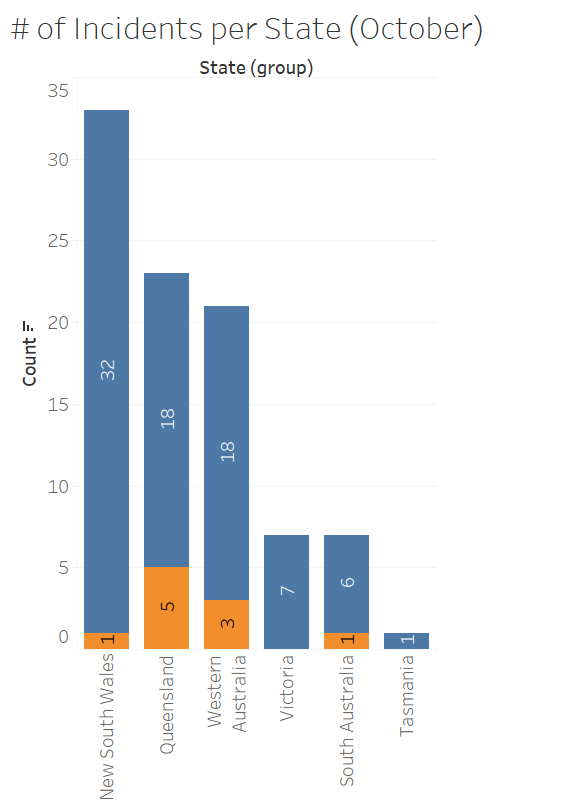 # of Incidents per State (October)
State (group)
Count
35
30
25
20
15
10
5
0
32
1
18
5
18
3
7
6
1
1
New South Wales
Queensland
Western
Australia
Victoria
South Australia
Tasmania